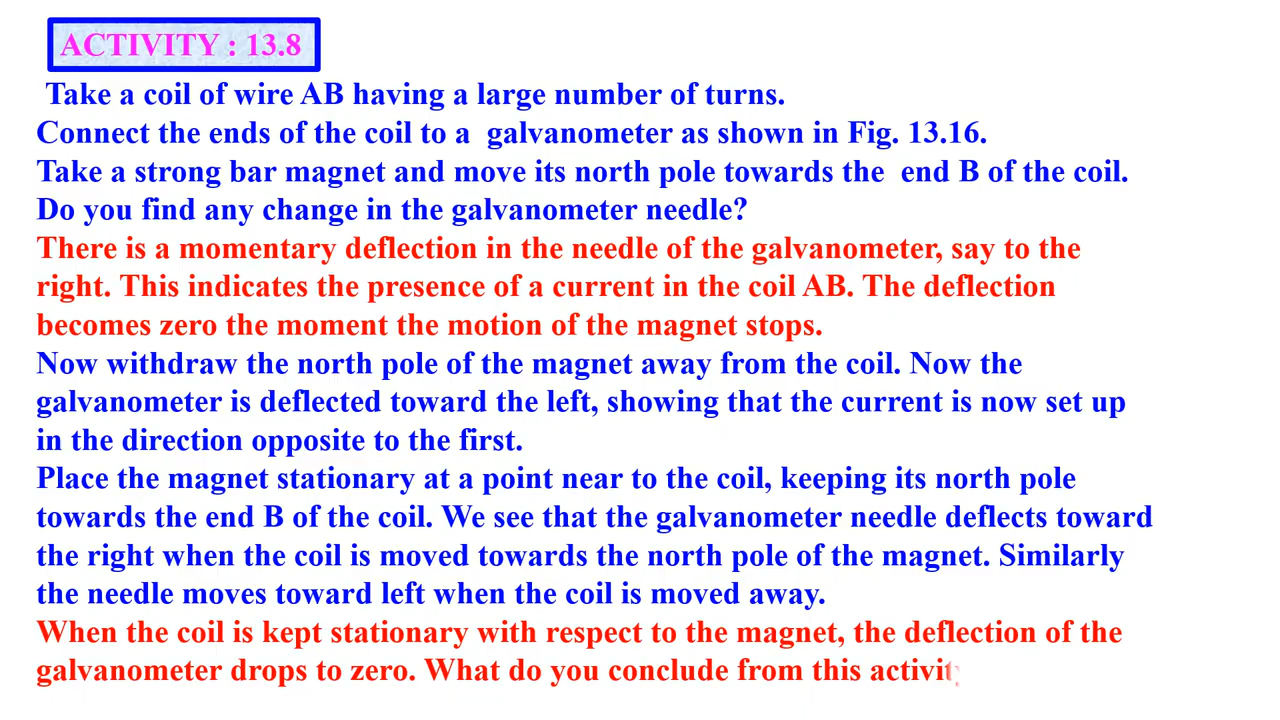 ACTIVITY : 13.8
Take a coil of wire AB having a large number of turns.
Connect the ends of the coil to a galvanometer as shown in Fig. 13.16.
Take a strong bar magnet and move its north pole towards the end B of the coil.
Do you find any change in the galvanometer needle?
There is a momentary deflection in the needle of the galvanometer, say to the
right. This indicates the presence of a current in the coil AB. The deflection
becomes zero the moment the motion of the magnet stops.
Now withdraw the north pole of the magnet away from the coil. Now the
galvanometer is deflected toward the left, showing that the current is now set up
in the direction opposite to the first.
Place the magnet stationary at a point near to the coil, keeping its north pole
towards the end B of the coil. We see that the galvanometer needle deflects toward
the right when the coil is moved towards the north pole of the magnet. Similarly
the needle moves toward left when the coil is moved away.
When the coil is kept stationary with respect to the magnet, the deflection of the
galvanometer drops to zero. What do you conclude from this activity